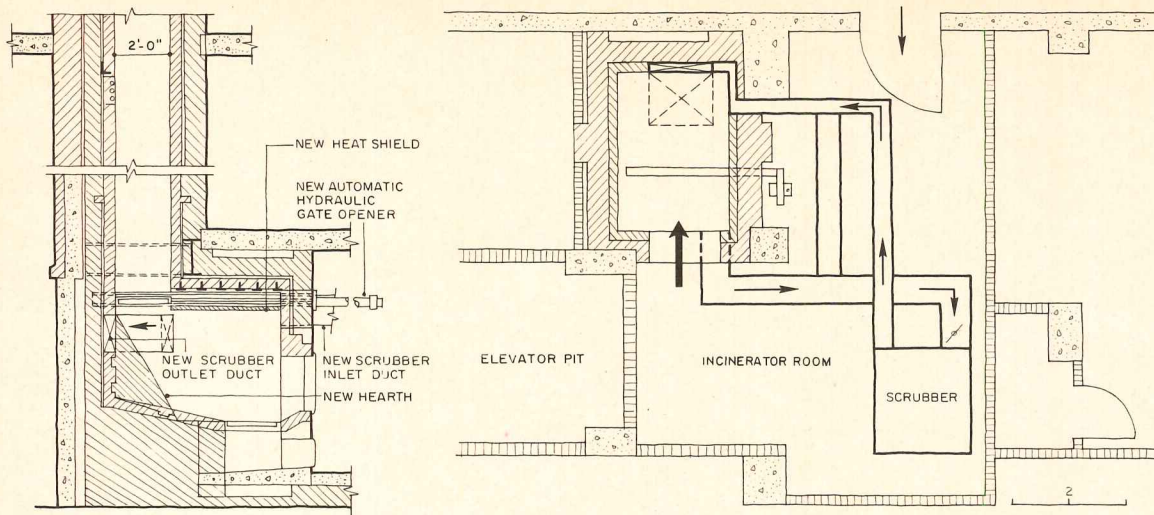 2'-0"
NEW HEAT SHIELD
NEW AUTOMATIC
HYDRAULIC
GATE OPENER
NEW SCRUBBER
OUTLET DUCT
NEW SCRUBBER
INLET DUCT
NEW HEARTH
ELEVATOR PIT
INCINERATOR ROOM
SCRUBBER
2